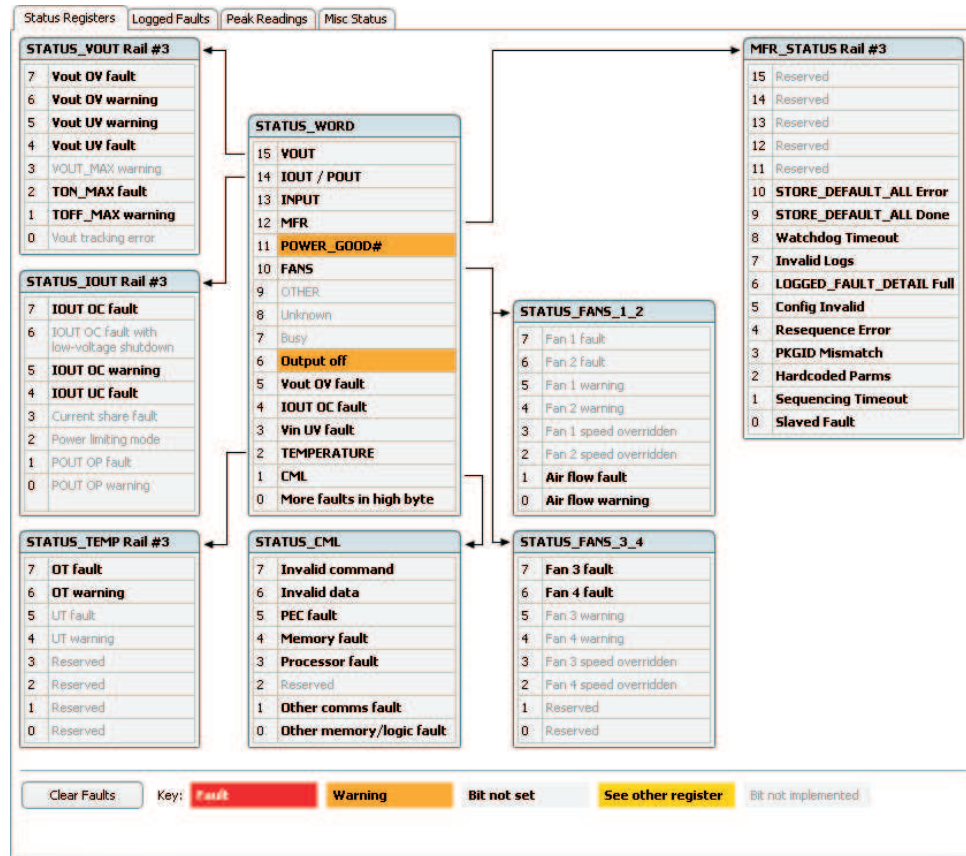 Status Registers Logged Faults Peak Readings Misc Status
STATUS_VOUT Rail #3
7 Vout OV fault
6 Vout OV warning
5 Vout UV warning
4 Vout UV fault
3 VOUT_MAX warning
2 TON_MAX fault
1 TOFF_MAX warning
0 Vout tracking error
STATUS_IOUT Rail #3
7 IOUT OC fault
6 IOUT OC fault with
low-voltage shutdown
5 IOUT OC warning
4 IOUT UC fault
3 Current share fault
2 Power limiting mode
1 POUT OP fault
0 POUT OP warning
STATUS_TEMP Rail #3
7 OT fault
6 OT warning
5 UT fault
4 UT warning
3 Reserved
2 Reserved
1 Reserved
0 Reserved
STATUS_WORD
15 VOUT
14 IOUT / POUT
13 INPUT
12 MFR
11 POWER_GOOD#
10 FANS
9 OTHER
8 Unknown
7 Busy
6 Output off
5 Vout OV fault
4 IOUT OC fault
3 Vin UV fault
2 TEMPERATURE
1 CML
0 More faults in high byte
STATUS_CML
7 Invalid command
6 Invalid data
5 PEC fault
4 Memory fault
3 Processor fault
2 Reserved
1 Other comms fault
0 Other memory/logic fault
STATUS_FANS_1_2
7 Fan 1 fault
6 Fan 2 fault
5 Fan 1 warning
4 Fan 2 warning
3 Fan 1 speed overridden
2 Fan 2 speed overridden
1 Air flow fault
0 Air flow warning
STATUS_FANS_3_4
7 Fan 3 fault
6 Fan 4 fault
5 Fan 3 warning
4 Fan 4 warning
3 Fan 3 speed overridden
2 Fan 4 speed overridden
1 Reserved
0 Reserved
MFR_STATUS Rail #3
15 Reserved
14 Reserved
13 Reserved
12 Reserved
11 Reserved
10 STORE_DEFAULT_ALL Error
9 STORE_DEFAULT_ALL Done
8 Watchdog Timeout
7 Invalid Logs
6 LOGGED_FAULT_DETAIL Full
5 Config Invalid
4 Resequence Error
3 PKGID Mismatch
2 Hardcoded Parms
1 Sequencing Timeout
0 Slaved Fault
Clear Faults Key: Fault Warning Bit not set See other register Bit not implemented